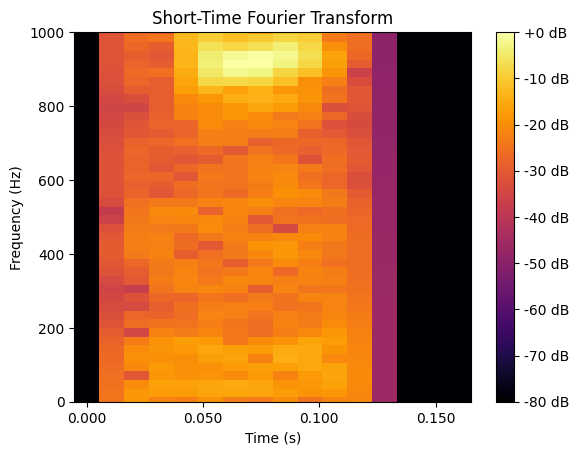 Short-Time Fourier Transform
1000
800
600
400
200
0
Frequency (Hz)
0.000
0.050
0.100
0.150
Time (s)
+0 dB
-10 dB
-20 dB
-30 dB
-40 dB
-50 dB
-60 dB
-70 dB
-80 dB